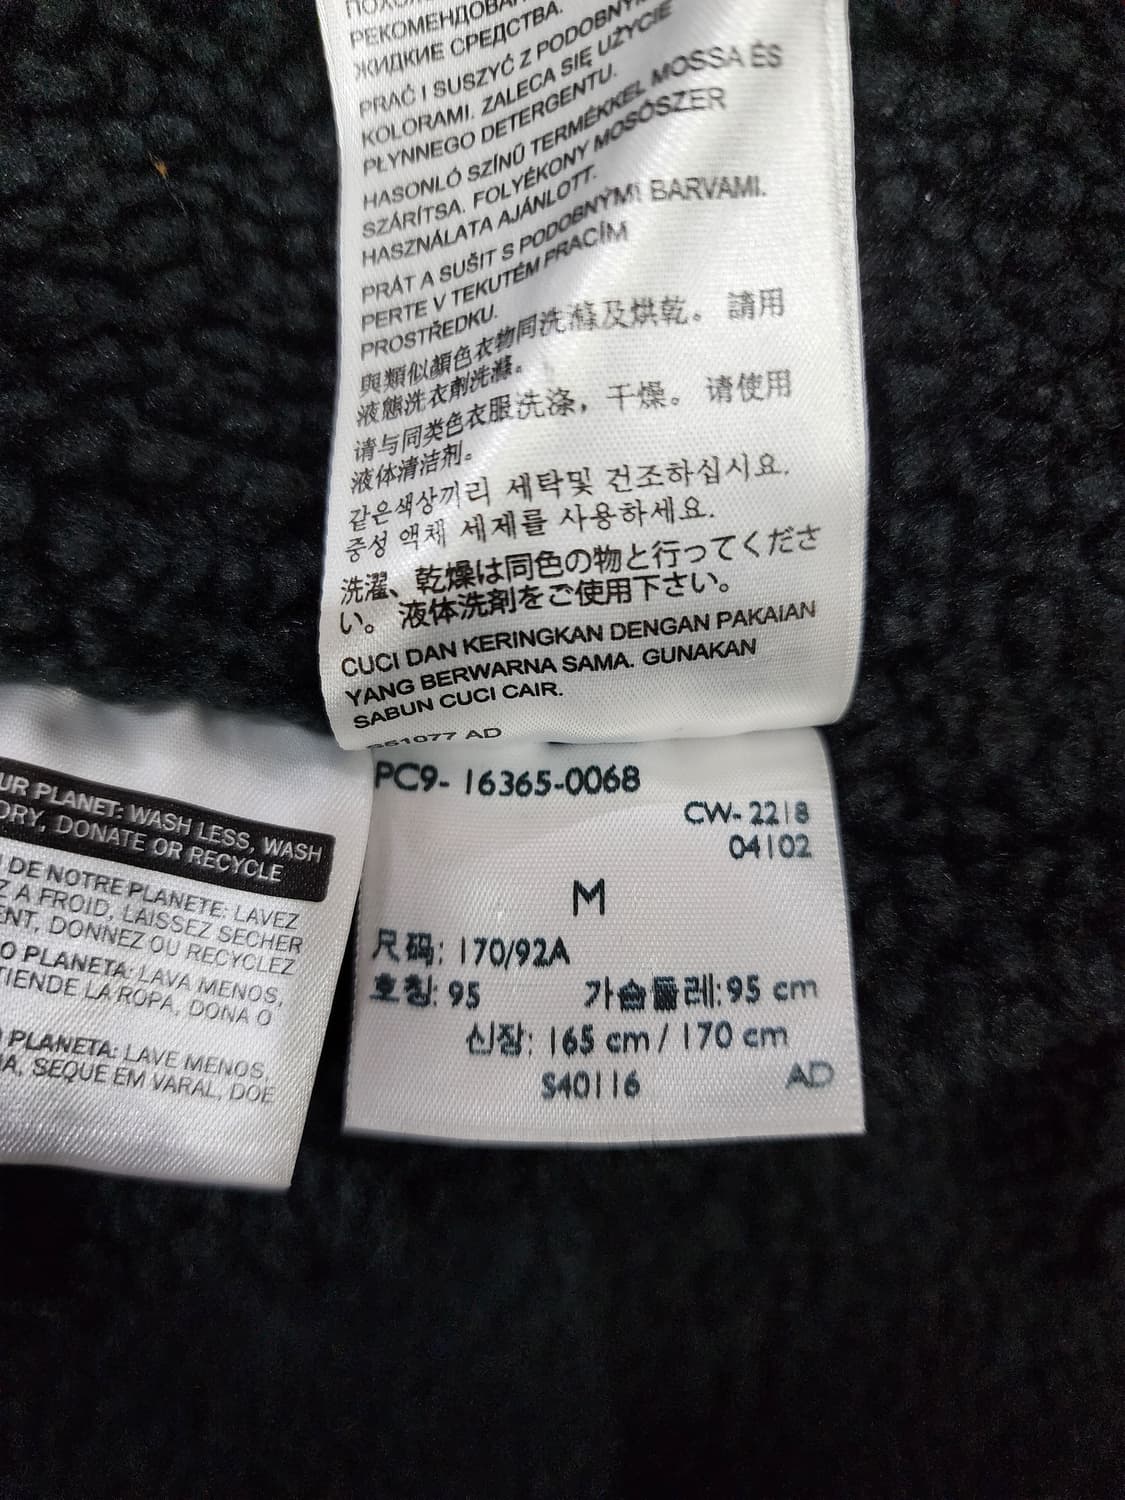 РЕКОМЕНДОВА
ЖИДКИЕ СРЕДСТВА.
PRAĆ I SUSZYĆ Z PODOBNYM
KOLORAMI. ZALECA SIĘ UŻYCIE
PŁYNNEGO DETERGENTU.
HASONLÓ SZÍNŰ TERMÉKKEL MOSSA ÉS
SZÁRÍTSA. FOLYÉKONY MOSÓSZER
HASZNÁLATA AJÁNLOTT.
PRÁT A SUŠIT S PODOBNÝMI BARVAMI.
PERTE V TEKUTÉM PRACÍM
PROSTŘEDKU.
與類似顏色衣物同洗滌及烘乾。 請用
液態洗衣劑洗滌。
请与同类色衣服洗涤，干燥。 请使用
液体清洁剂。
같은색상끼리 세탁및 건조하십시요.
중성 액체 세제를 사용하세요.
洗濯、乾燥は同色の物と行ってくださ
い。液体洗剤をご使用下さい。
CUCI DAN KERINGKAN DENGAN PAKAIAN
YANG BERWARNA SAMA. GUNAKAN
SABUN CUCI CAIR.
51077 AD
UR PLANET: WASH LESS, WASH
DRY, DONATE OR RECYCLE
DE NOTRE PLANETE: LAVEZ
Z A FROID, LAISSEZ SECHER
ENT, DONNEZ OU RECYCLEZ
O PLANETA: LAVA MENOS,
TIENDE LA ROPA, DONA O
PLANETA: LAVE MENOS,
A, SEQUE EM VARAL, DOE
PC9- 16365-0068
CW- 2218
04102
M
尺码: 170/92A
호칭: 95 가슴둘레: 95 cm
신장: 165 cm / 170 cm
S40116 AD